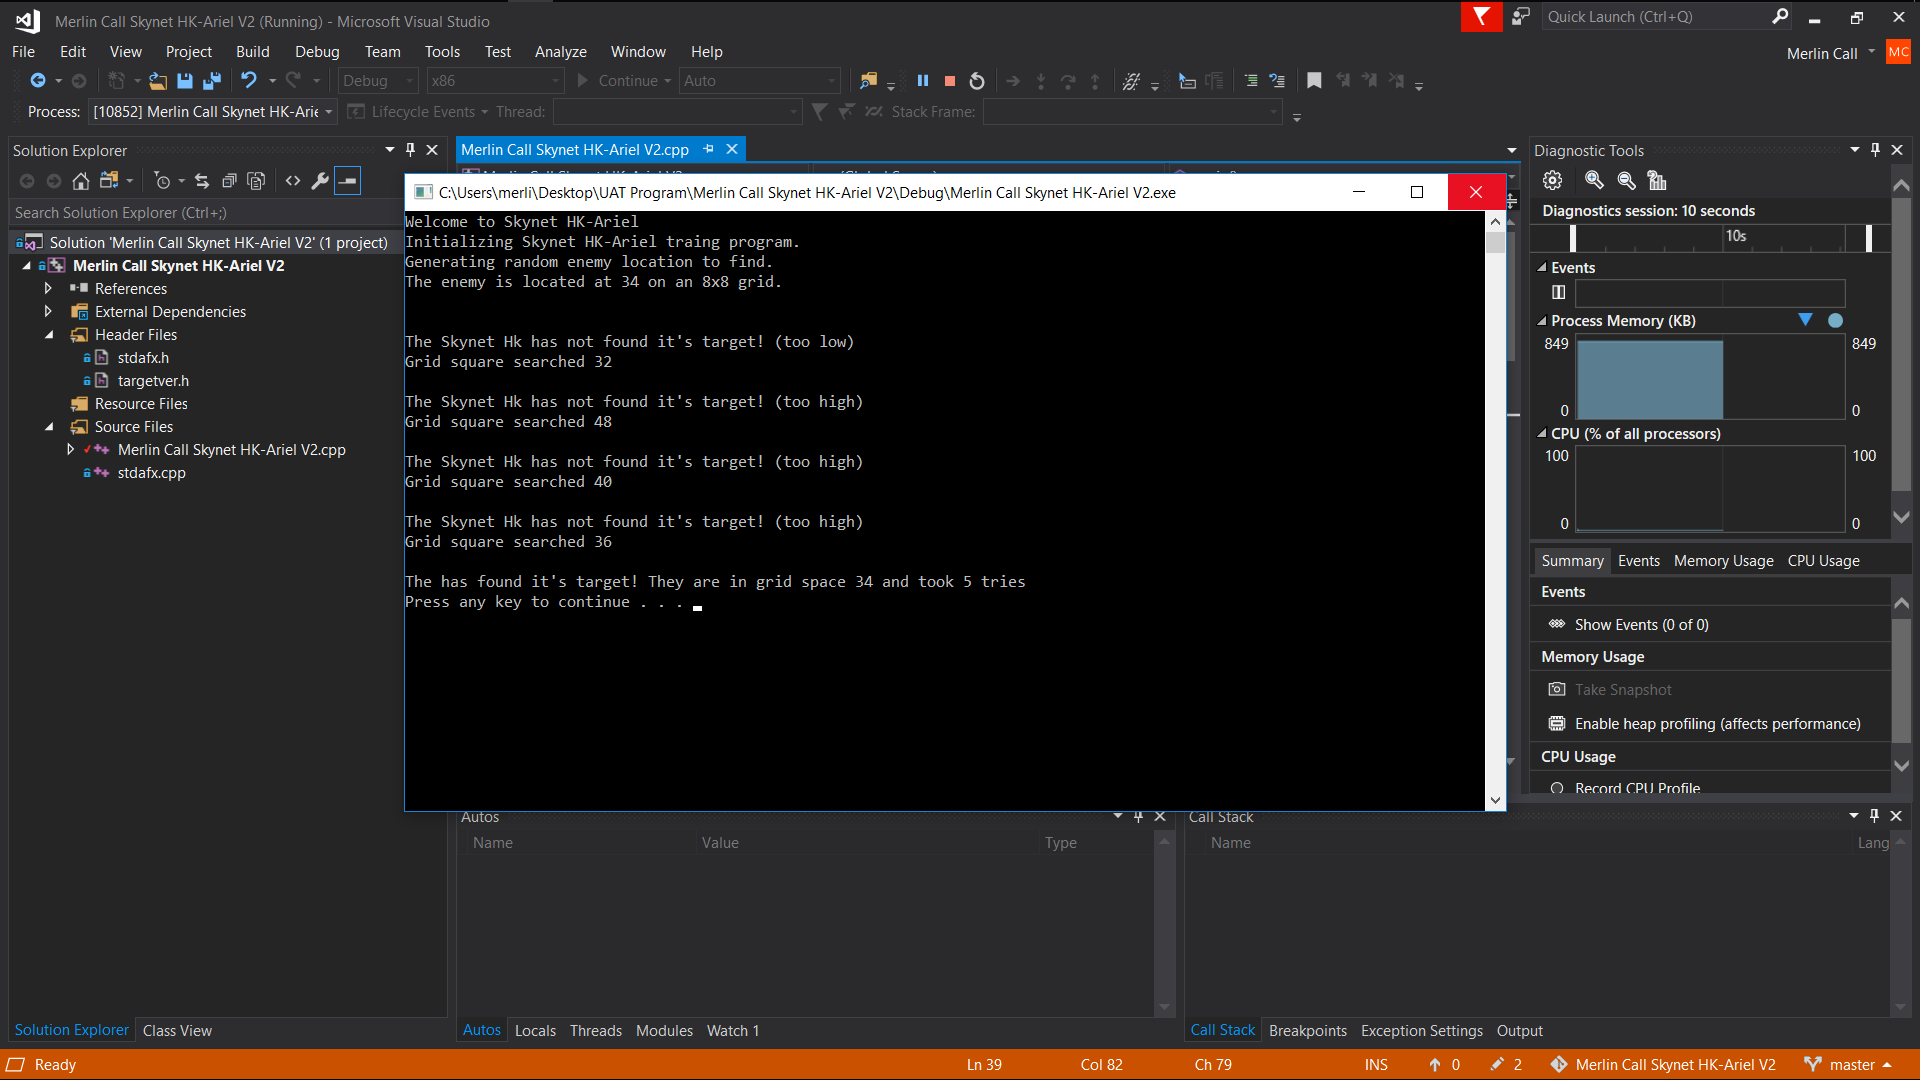 Merlin Call Skynet HK-Ariel V2 (Running) - Microsoft Visual Studio
Quick Launch (Ctrl+Q)
File Edit View Project Build Debug Team Tools Test Analyze Window Help
Merlin Call MC
Debug x86 Continue Auto
Process: [10852] Merlin Call Skynet HK-Arie Lifecycle Events Thread: Stack Frame:
Solution Explorer
Search Solution Explorer (Ctrl+;)
Solution 'Merlin Call Skynet HK-Ariel V2' (1 project)
Merlin Call Skynet HK-Ariel V2
References
External Dependencies
Header Files
stdafx.h
targetver.h
Resource Files
Source Files
Merlin Call Skynet HK-Ariel V2.cpp
stdafx.cpp
Solution Explorer Class View
Merlin Call Skynet HK-Ariel V2.cpp
C:\Users\merli\Desktop\UAT Program\Merlin Call Skynet HK-Ariel V2\Debug\Merlin Call Skynet HK-Ariel V2.exe
Welcome to Skynet HK-Ariel
Initializing Skynet HK-Ariel traing program.
Generating random enemy location to find.
The enemy is located at 34 on an 8x8 grid.
The Skynet Hk has not found it's target! (too low)
Grid square searched 32
The Skynet Hk has not found it's target! (too high)
Grid square searched 48
The Skynet Hk has not found it's target! (too high)
Grid square searched 40
The Skynet Hk has not found it's target! (too high)
Grid square searched 36
The has found it's target! They are in grid space 34 and took 5 tries
Press any key to continue . . .
Diagnostic Tools
Diagnostics session: 10 seconds
10s
Events
Process Memory (KB)
849 849
0 0
CPU (% of all processors)
100 100
0 0
Summary Events Memory Usage CPU Usage
Events
Show Events (0 of 0)
Memory Usage
Take Snapshot
Enable heap profiling (affects performance)
CPU Usage
Record CPU Profile
Autos
Name Value Type
Autos Locals Threads Modules Watch 1
Call Stack
Name Lang
Call Stack Breakpoints Exception Settings Output
Ready Ln 39 Col 82 Ch 79 INS 0 2 Merlin Call Skynet HK-Ariel V2 master